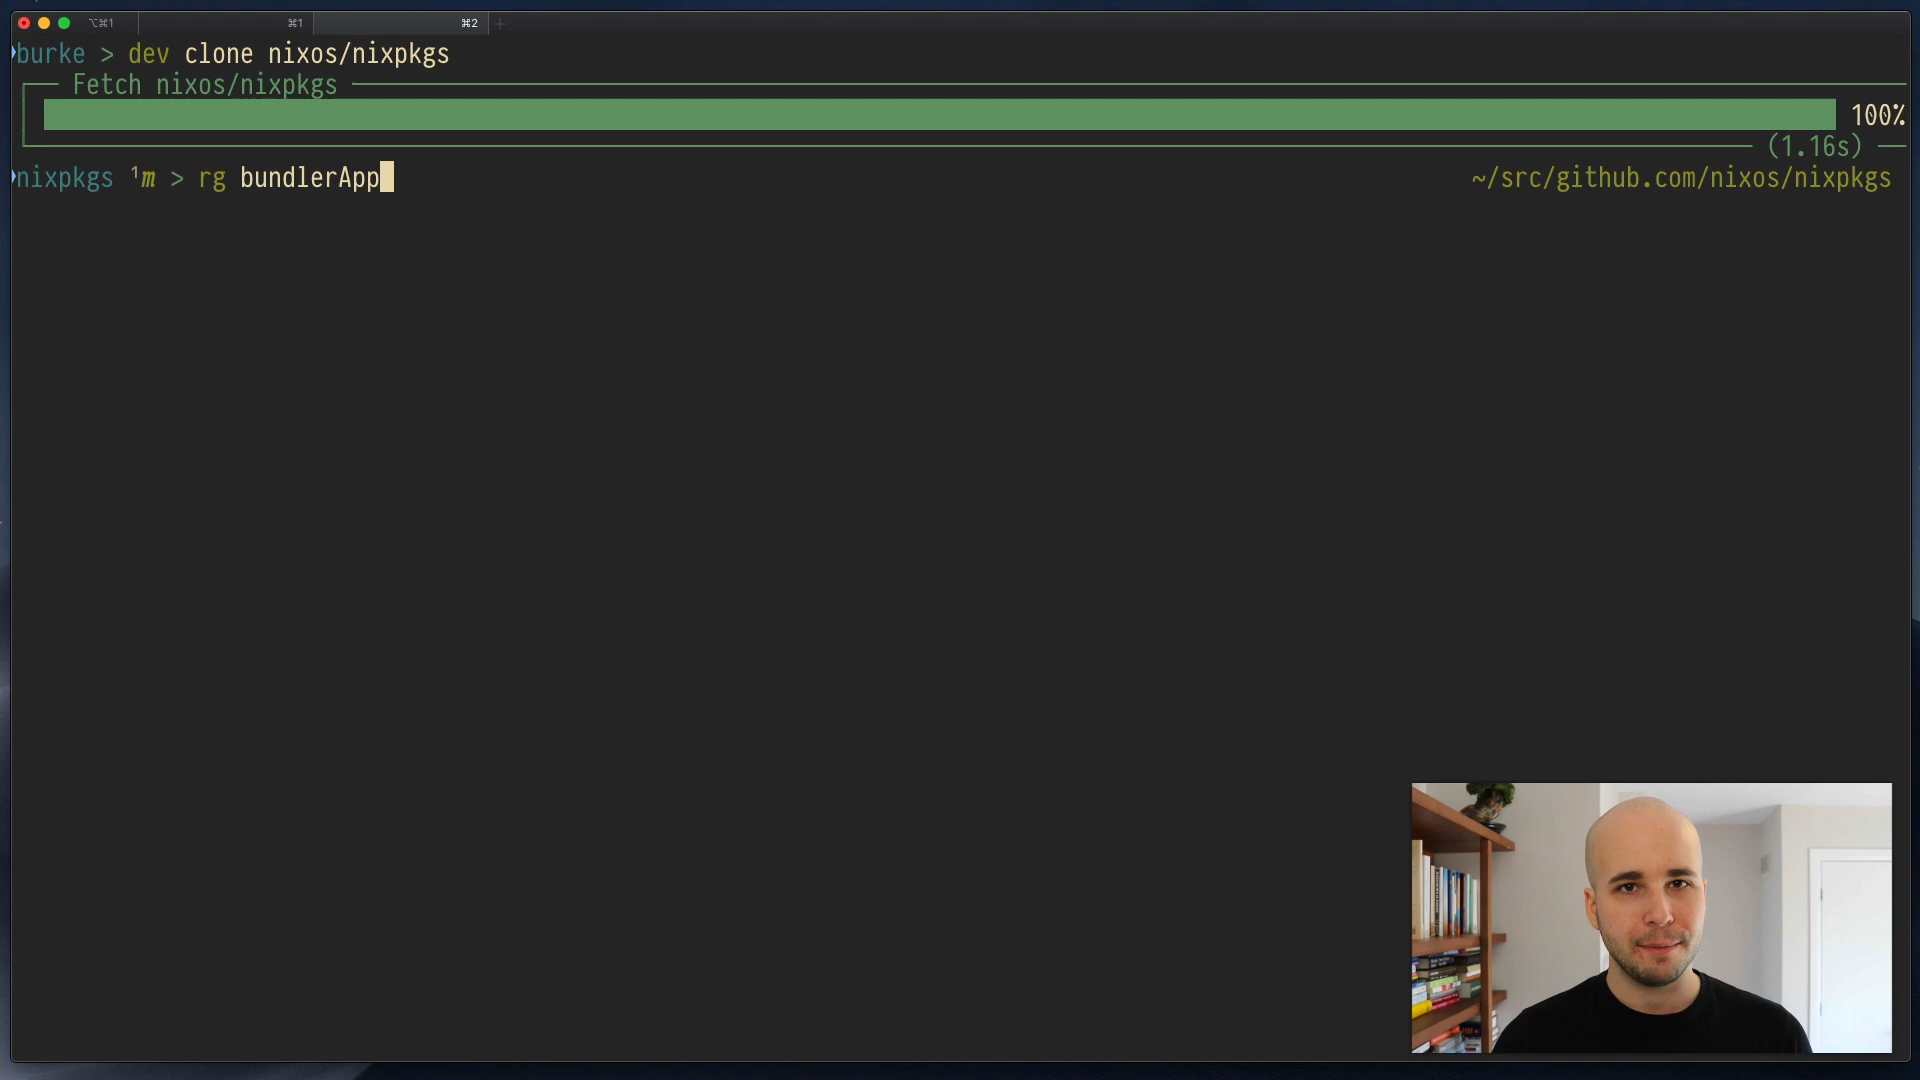 ⌥⌘1 ⌘1 ⌘2 +
burke > dev clone nixos/nixpkgs
Fetch nixos/nixpkgs
100%
(1.16s)
nixpkgs ¹m > rg bundlerApp ~/src/github.com/nixos/nixpkgs